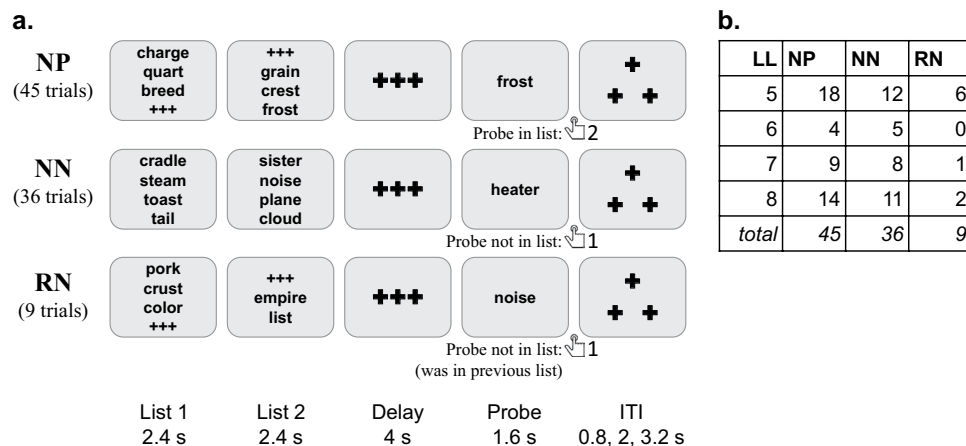 a.
NP
(45 trials)
charge
quart
breed
+++
+++
grain
crest
frost
+++
frost
Probe in list: 2
NN
(36 trials)
cradle
steam
toast
tail
sister
noise
plane
cloud
+++
heater
Probe not in list: 1
RN
(9 trials)
pork
crust
color
+++
+++
empire
list
+++
noise
Probe not in list: 1
(was in previous list)
List 1 List 2 Delay Probe ITI
2.4 s 2.4 s 4 s 1.6 s 0.8, 2, 3.2 s
b.
LL NP NN RN
5 18 12 6
6 4 5 0
7 9 8 1
8 14 11 2
total 45 36 9